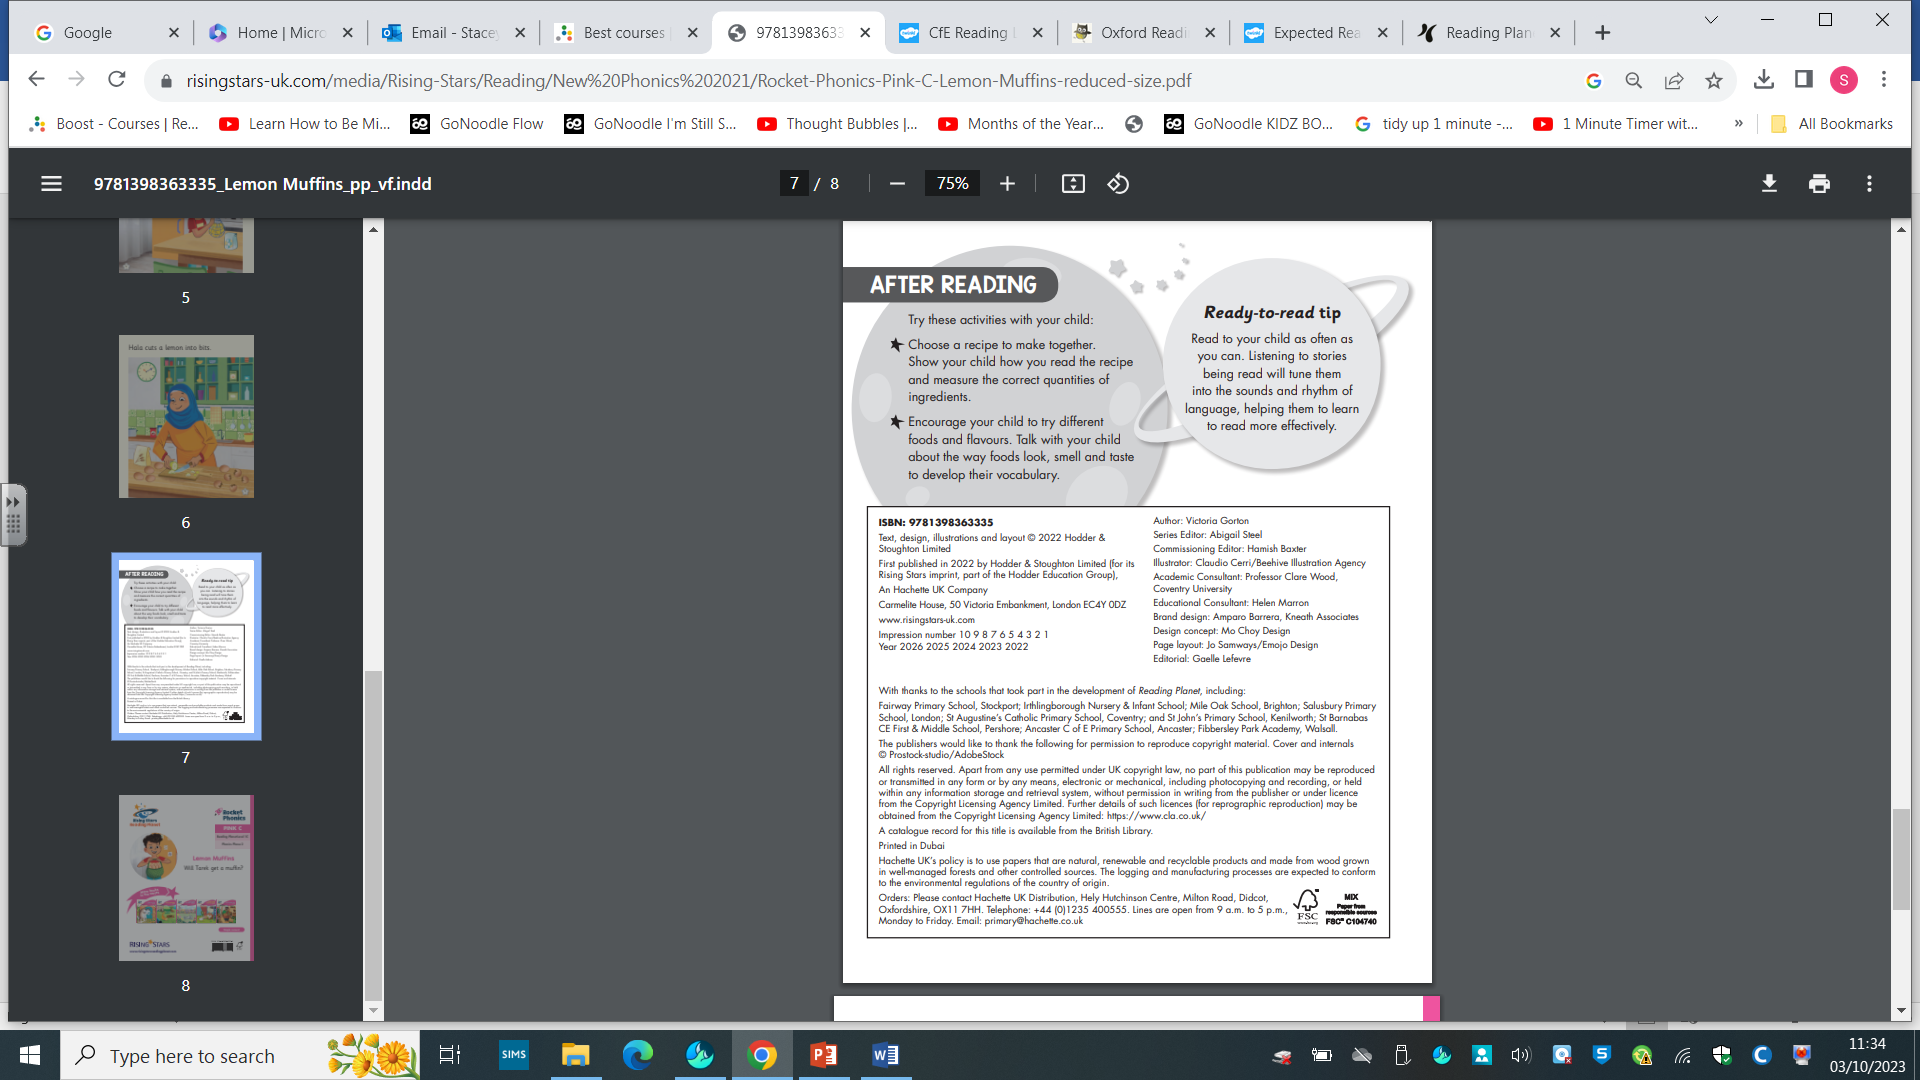 Google
Home | Micro
Email - Stacey
Best courses
9781398363
CfE Reading
Oxford Readi
Expected Rea
Reading Plan
risingstars-uk.com/media/Rising-Stars/Reading/New%20Phonics%202021/Rocket-Phonics-Pink-C-Lemon-Muffins-reduced-size.pdf
S
Boost - Courses | Re...
Learn How to Be Mi...
GoNoodle Flow
GoNoodle I'm Still S...
Thought Bubbles |...
Months of the Year...
GoNoodle KIDZ BO...
tidy up 1 minute -...
1 Minute Timer wit...
»
All Bookmarks
9781398363335_Lemon Muffins_pp_vf.indd
7 / 8
75%
5
Hala cuts a lemon into bits.
6
7
Rocket Phonics
PINK C
Lemon Muffins
Will Tarek get a muffin?
RISING STARS
8
AFTER READING
Try these activities with your child:
Choose a recipe to make together.
Show your child how you read the recipe
and measure the correct quantities of
ingredients.
Encourage your child to try different
foods and flavours. Talk with your child
about the way foods look, smell and taste
to develop their vocabulary.
Ready-to-read tip
Read to your child as often as
you can. Listening to stories
being read will tune them
into the sounds and rhythm of
language, helping them to learn
to read more effectively.
ISBN: 9781398363335
Text, design, illustrations and layout © 2022 Hodder &
Stoughton Limited
First published in 2022 by Hodder & Stoughton Limited (for its
Rising Stars imprint, part of the Hodder Education Group),
An Hachette UK Company
Carmelite House, 50 Victoria Embankment, London EC4Y 0DZ
www.risingstars-uk.com
Impression number 10 9 8 7 6 5 4 3 2 1
Year 2026 2025 2024 2023 2022
Author: Victoria Gorton
Series Editor: Abigail Steel
Commissioning Editor: Hamish Baxter
Illustrator: Claudio Cerri/Beehive Illustration Agency
Academic Consultant: Professor Clare Wood,
Coventry University
Educational Consultant: Helen Marron
Brand design: Amparo Barrera, Kneath Associates
Design concept: Mo Choy Design
Page layout: Jo Samways/Emojo Design
Editorial: Gaelle Lefevre
With thanks to the schools that took part in the development of Reading Planet, including:
Fairway Primary School, Stockport; Irthlingborough Nursery & Infant School; Mile Oak School, Brighton; Salusbury Primary
School, London; St Augustine's Catholic Primary School, Coventry; and St John's Primary School, Kenilworth; St Barnabas
CE First & Middle School, Pershore; Ancaster C of E Primary School, Ancaster; Fibbersley Park Academy, Walsall.
The publishers would like to thank the following for permission to reproduce copyright material. Cover and internals
© Prostock-studio/AdobeStock
All rights reserved. Apart from any use permitted under UK copyright law, no part of this publication may be reproduced
or transmitted in any form or by any means, electronic or mechanical, including photocopying and recording, or held
within any information storage and retrieval system, without permission in writing from the publisher or under licence
from the Copyright Licensing Agency Limited. Further details of such licences (for reprographic reproduction) may be
obtained from the Copyright Licensing Agency Limited: https://www.cla.co.uk/
A catalogue record for this title is available from the British Library.
Printed in Dubai
Hachette UK's policy is to use papers that are natural, renewable and recyclable products and made from wood grown
in well-managed forests and other controlled sources. The logging and manufacturing processes are expected to conform
to the environmental regulations of the country of origin.
Orders: Please contact Hachette UK Distribution, Hely Hutchinson Centre, Milton Road, Didcot,
Oxfordshire, OX11 7HH. Telephone: +44 (0)1235 400555. Lines are open from 9 a.m. to 5 p.m.,
Monday to Friday. Email: primary@hachette.co.uk
FSC
MIX
Paper from
responsible sources
FSC™ C104740
Type here to search
SIMS
11:34
03/10/2023